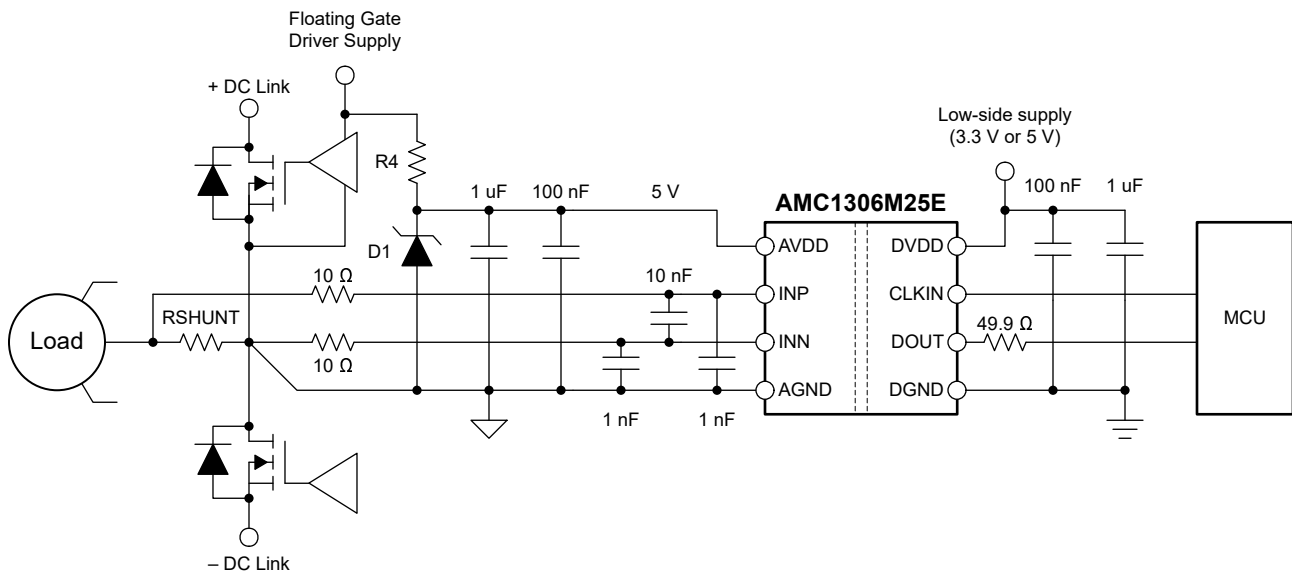 Floating Gate
Driver Supply
+ DC Link
Low-side supply
(3.3 V or 5 V)
R4
1 uF
100 nF
5 V
AMC1306M25E
100 nF
1 uF
D1
AVDD
DVDD
10 Ω
10 nF
INP
CLKIN
MCU
Load
RSHUNT
49.9 Ω
INN
DOUT
10 Ω
AGND
DGND
1 nF
1 nF
– DC Link